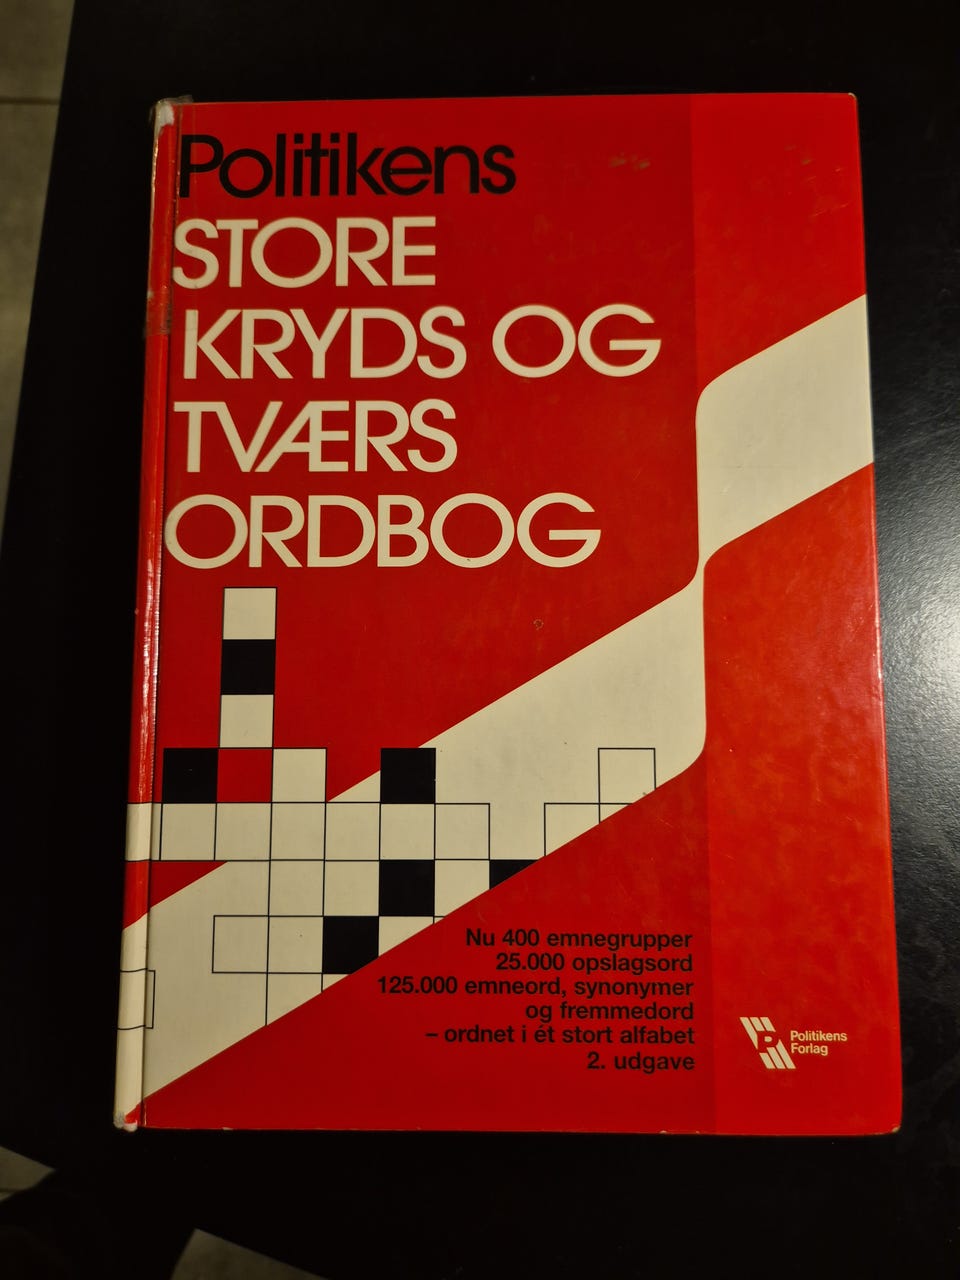 Politikens
STORE
KRYDS OG
TVÆRS
ORDBOG
Nu 400 emnegrupper
25.000 opslagsord
125.000 emneord, synonymer
og fremmedord
– ordnet i ét stort alfabet
2. udgave
P
Politikens
Forlag